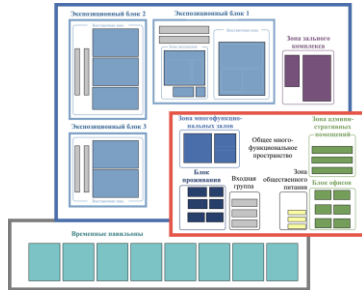 Экспозиционный блок 2
Экспозиционный блок 1
Зона зального
комплекса
Экспозиционный блок 3
Зона многофункцио-
нальных залов
Общее много-
функциональное
пространство
Зона админи-
стративных
помещений
Блок
проживания
Входная
группа
Зона
общественного
питания
Блок офисов
Временные павильоны